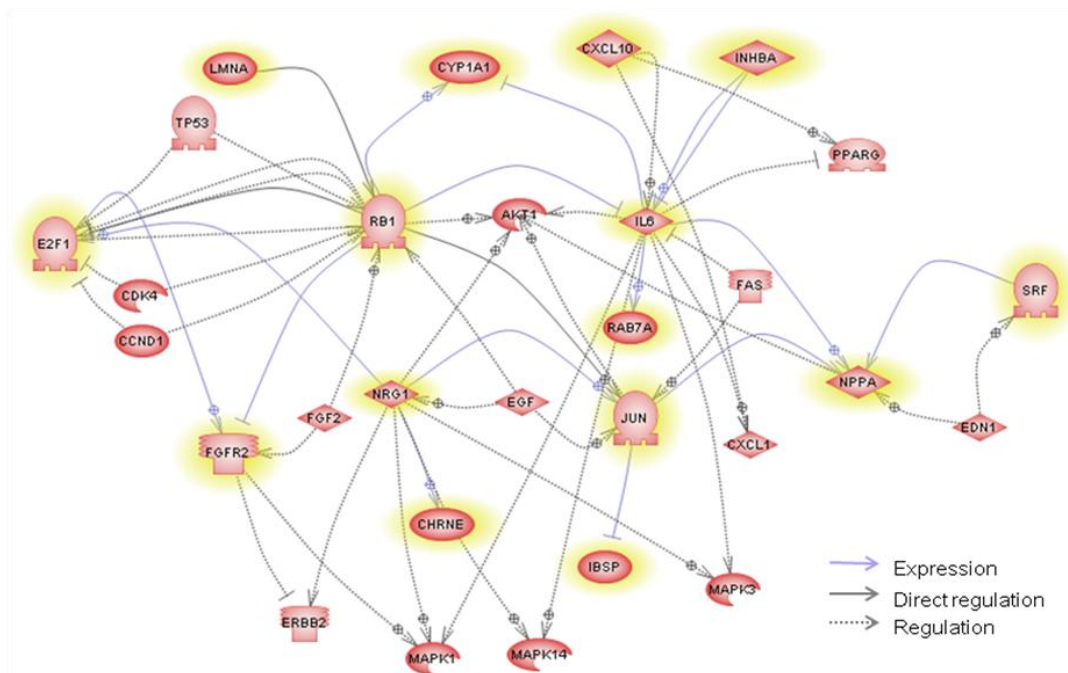 CXCL10
INHBA
LMNA
CYP1A1
TP53
PPARG
RB1
AKT1
IL6
E2F1
FAS
SRF
CDK4
RAB7A
CCND1
NPPA
NRG1
EGF
FGF2
JUN
EDN1
CXCL1
FGFR2
CHRNE
IBSP
Expression
MAPK3
Direct regulation
ERBB2
Regulation
MAPK1
MAPK14